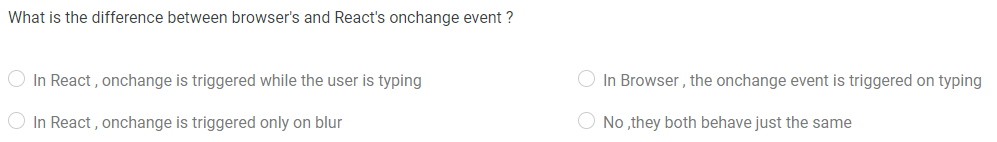 What is the difference between browser's and React's onchange event ?
In React , onchange is triggered while the user is typing
In Browser , the onchange event is triggered on typing
In React , onchange is triggered only on blur
No ,they both behave just the same